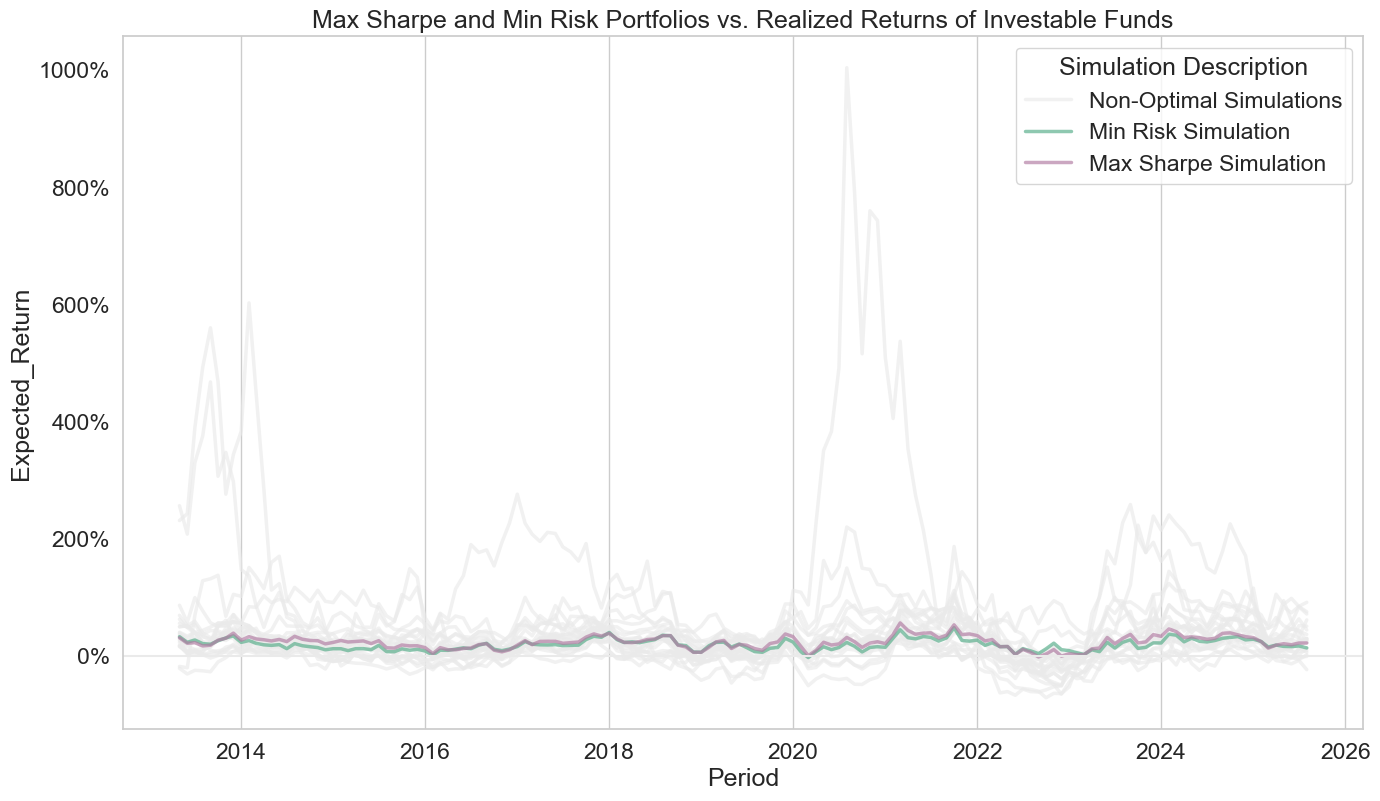 Max Sharpe and Min Risk Portfolios vs. Realized Returns of Investable Funds
Simulation Description
Non-Optimal Simulations
Min Risk Simulation
Max Sharpe Simulation
Expected_Return
1000%
800%
600%
400%
200%
0%
2014
2016
2018
2020
2022
2024
2026
Period